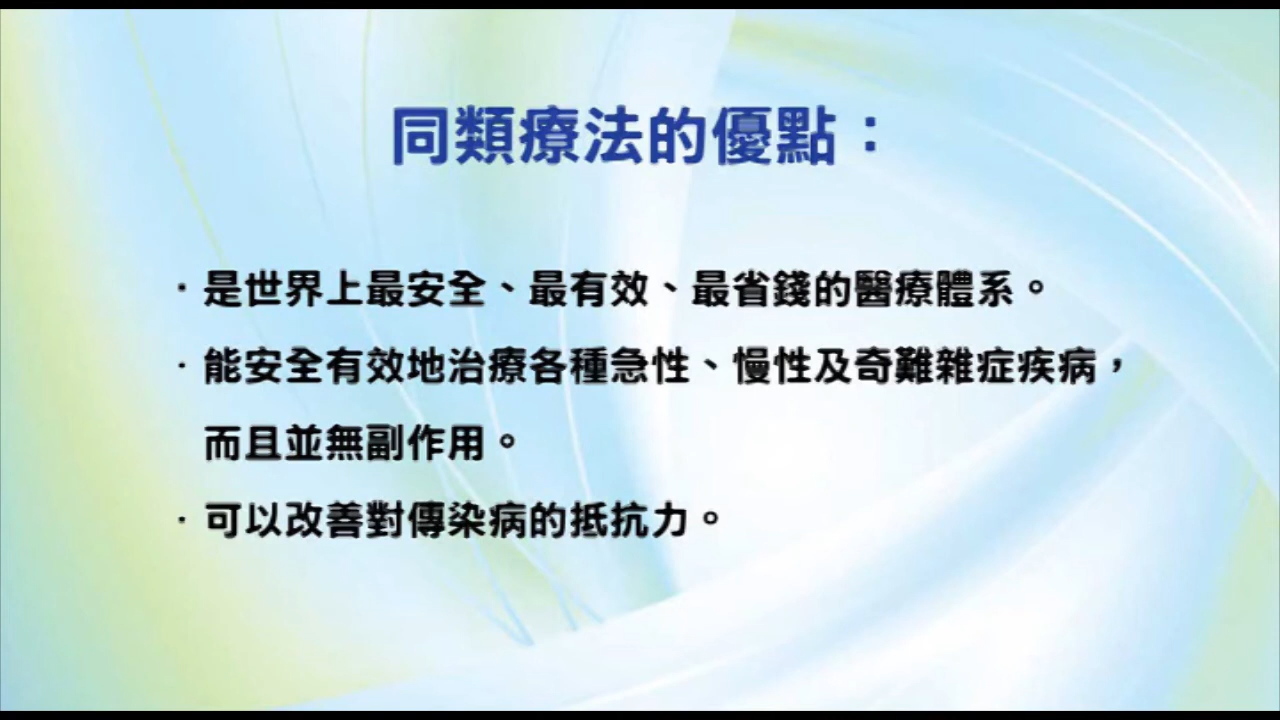 同類療法的優點：
·是世界上最安全、最有效、最省錢的醫療體系。
·能安全有效地治療各種急性、慢性及奇難雜症疾病，
而且並無副作用。
·可以改善對傳染病的抵抗力。